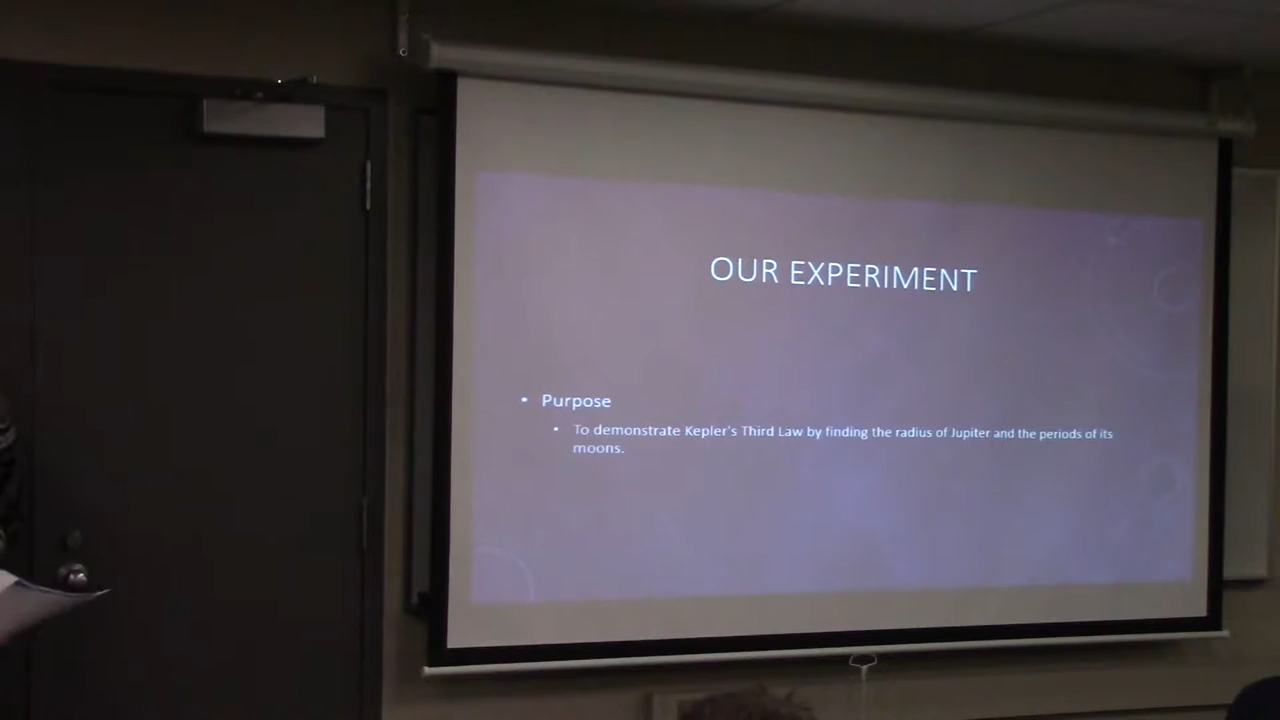 OUR EXPERIMENT
• Purpose
• To demonstrate Kepler's Third Law by finding the radius of Jupiter and the periods of its
moons.